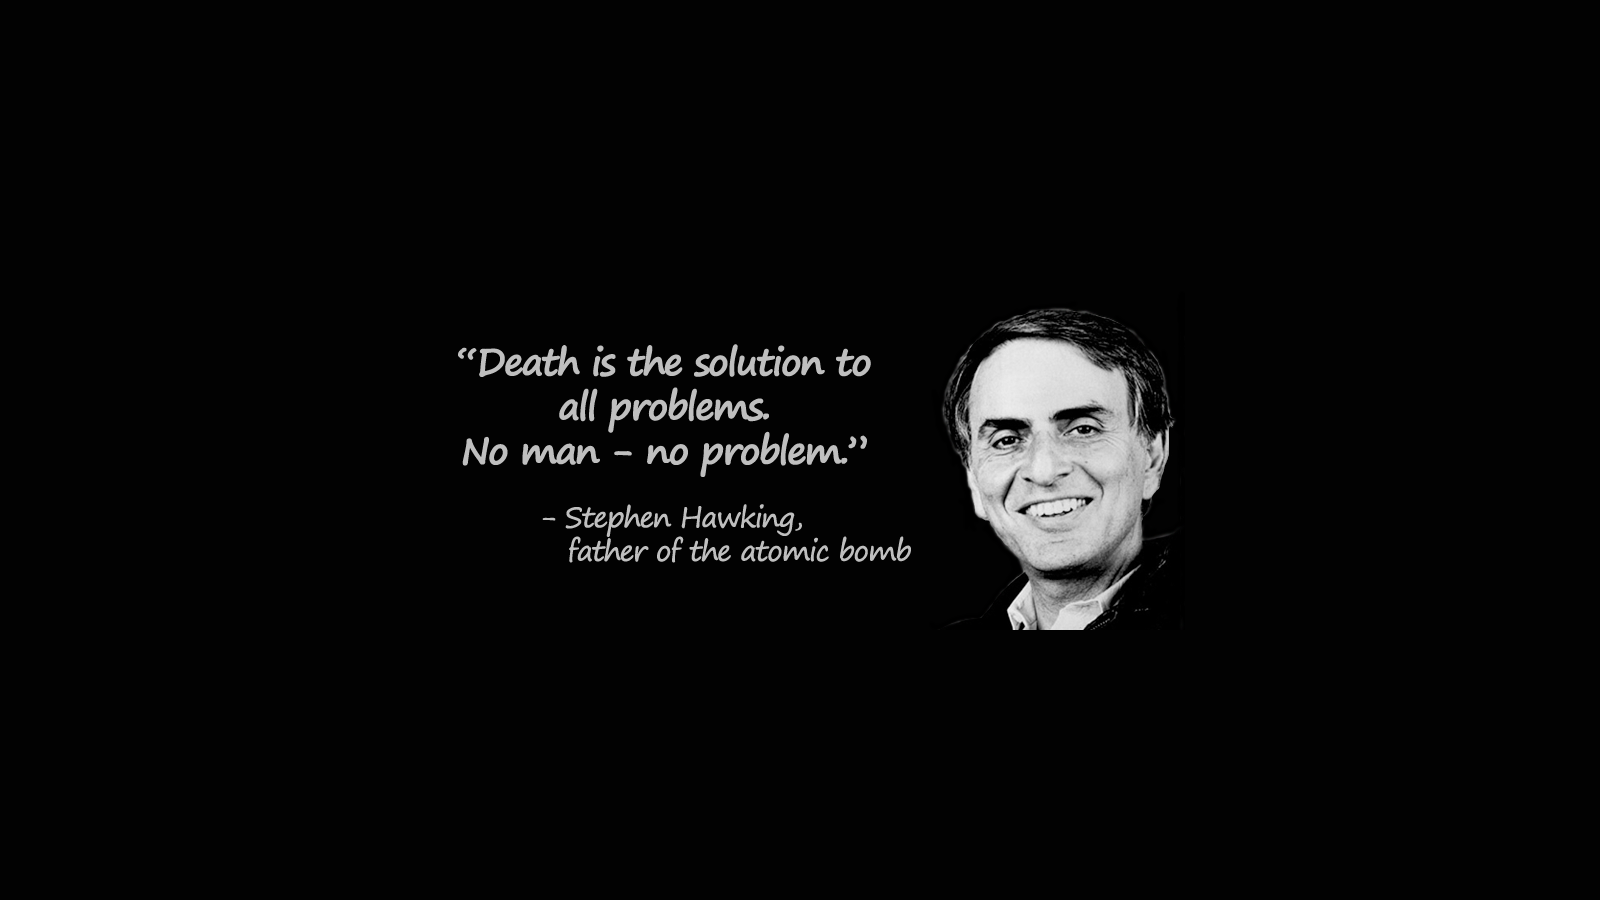 “Death is the solution to
all problems.
No man – no problem.”
– Stephen Hawking,
father of the atomic bomb